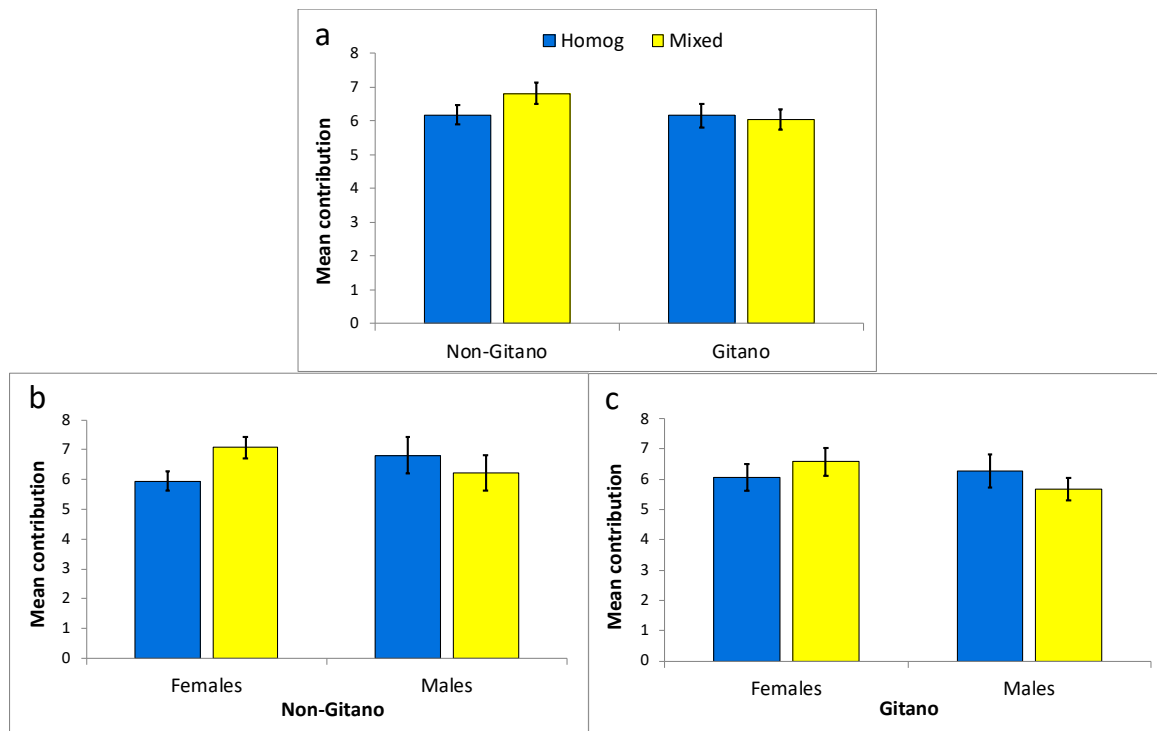 a
Homog Mixed
8
7
6
5
4
3
2
1
0
Mean contribution
Non-Gitano Gitano
b
8
7
6
5
4
3
2
1
0
Mean contribution
Females Males
Non-Gitano
c
8
7
6
5
4
3
2
1
0
Mean contribution
Females Males
Gitano